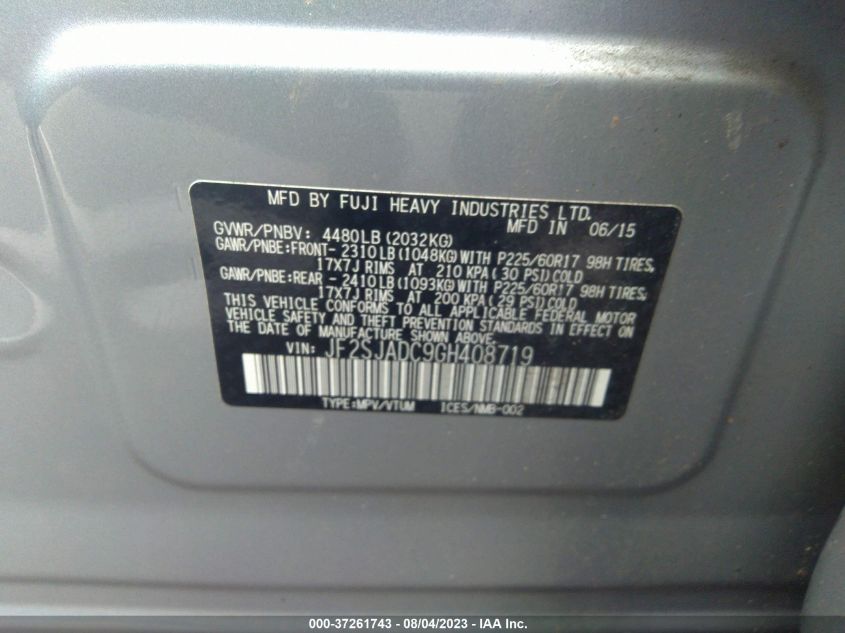 MFD BY FUJI HEAVY INDUSTRIES LTD.
MFD IN 06/15
GVWR/PNBV: 4480LB(2032KG)
GAWR/PNBE:FRONT-2310LB(1048KG)WITH P225/60R17 98H TIRES,
17X7J RIMS AT 210 KPA(30 PSI)COLD
GAWR/PNBE:REAR -2410LB(1093KG)WITH P225/60R17 98H TIRES,
17X7J RIMS AT 200 KPA(29 PSI)COLD
THIS VEHICLE CONFORMS TO ALL APPLICABLE FEDERAL MOTOR
VEHICLE SAFETY AND THEFT PREVENTION STANDARDS IN EFFECT ON
THE DATE OF MANUFACTURE SHOWN ABOVE.
VIN: JF2SJADC9GH408719
TYPE:MPV/VTUM ICES/NMB-002
000-37261743 - 08/04/2023 - IAA Inc.